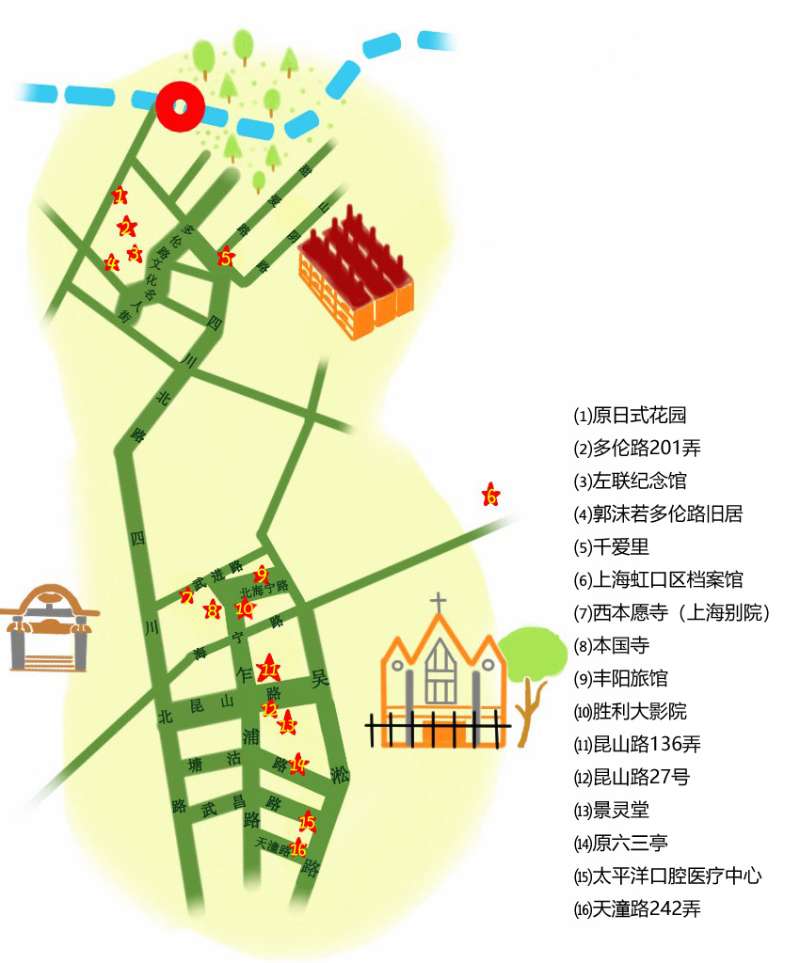 1
2
3
4
5
多伦路文化名人街
甜爱路
山阴路
四川北路
6
四川北路
武进路
7
8
9
10
北海宁路
海宁路
11
乍浦路
吴淞路
昆山路
12
13
塘沽路
14
武昌路
15
天潼路
16
⑴原日式花园
⑵多伦路201弄
⑶左联纪念馆
⑷郭沫若多伦路旧居
⑸千爱里
⑹上海虹口区档案馆
⑺西本愿寺（上海别院）
⑻本国寺
⑼丰阳旅馆
⑽胜利大影院
⑾昆山路136弄
⑿昆山路27号
⒀景灵堂
⒁原六三亭
⒂太平洋口腔医疗中心
⒃天潼路242弄